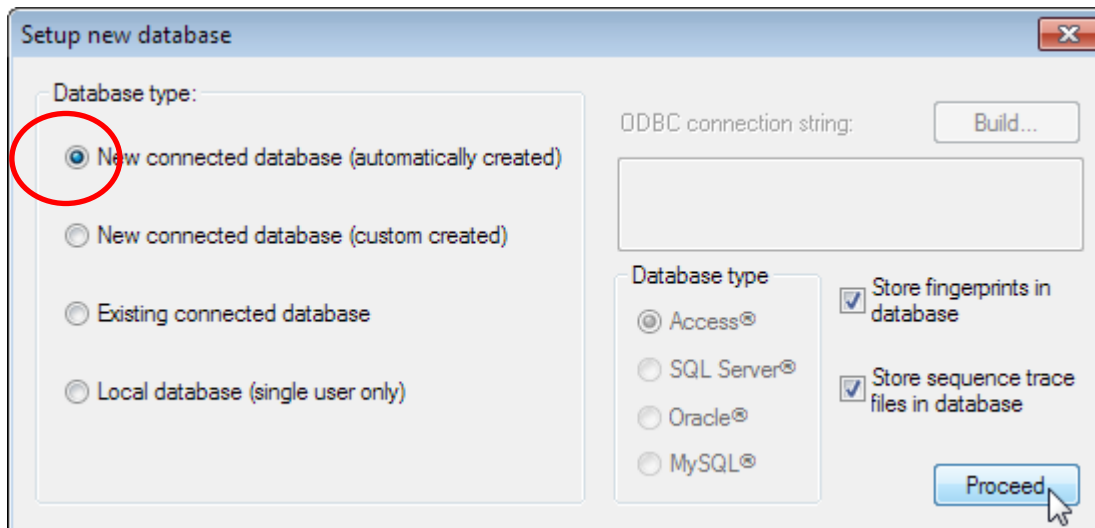 Setup new database
Database type:
New connected database (automatically created)
New connected database (custom created)
Existing connected database
Local database (single user only)
ODBC connection string:
Build...
Database type
Access®
SQL Server®
Oracle®
MySQL®
Store fingerprints in
database
Store sequence trace
files in database
Proceed